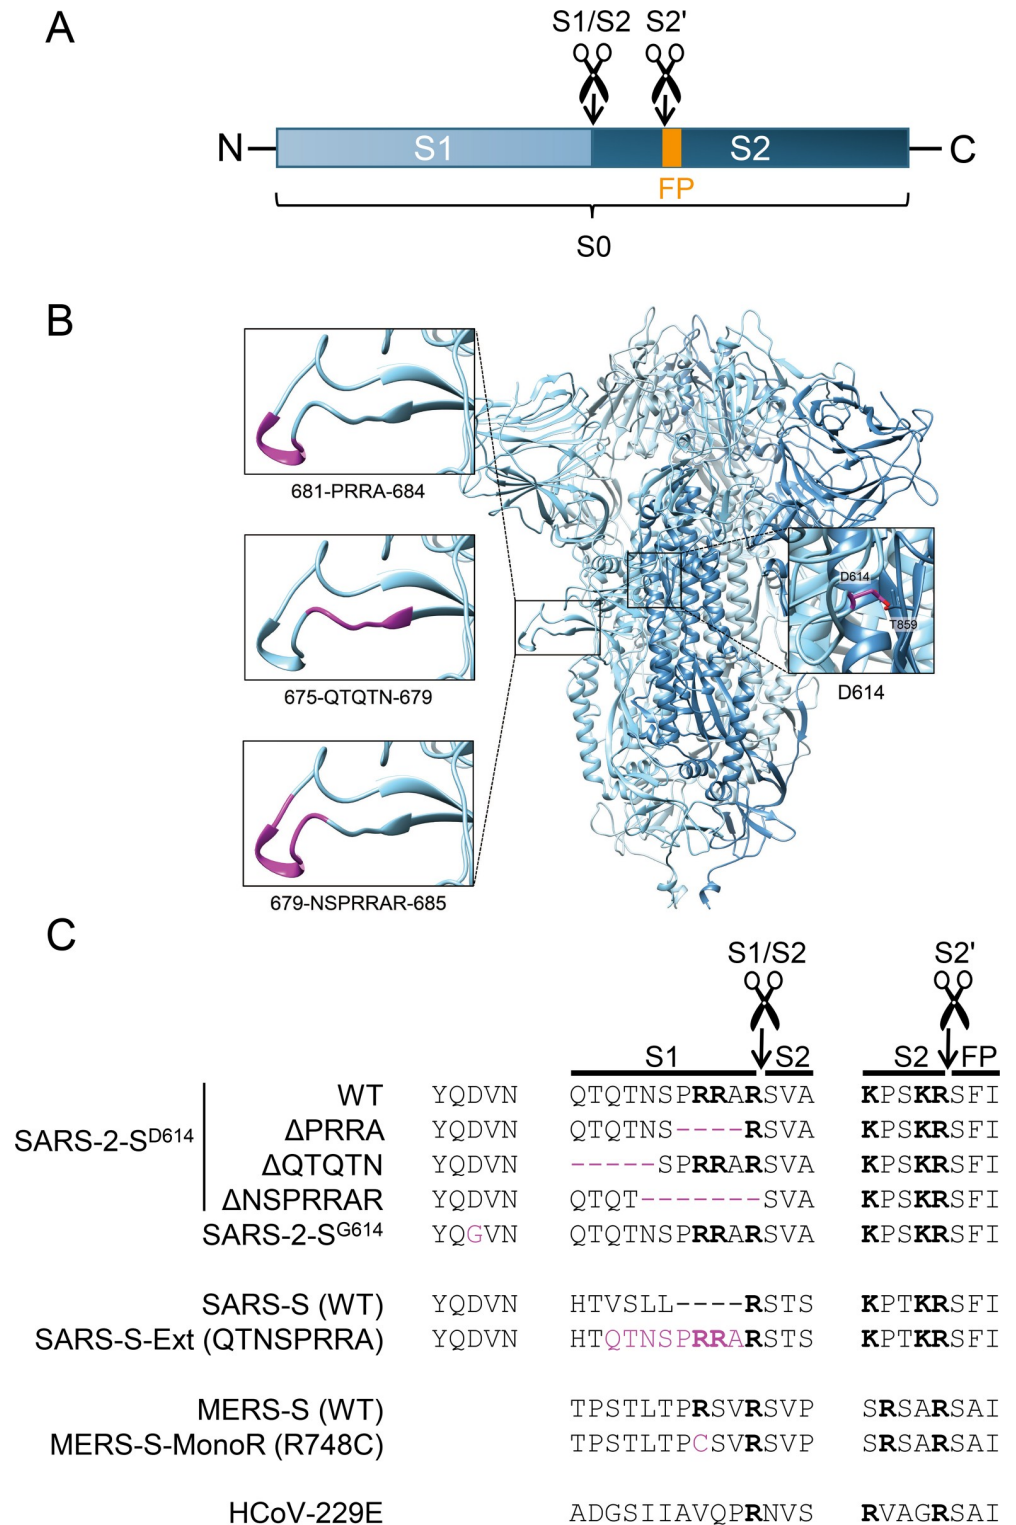 A
S1/S2 S2'
N S1 S2 C
FP
S0
B
681-PRRA-684
675-QTQTN-679
679-NSPRRAR-685
D614
T859
D614
C
S1/S2 S2'
S1 S2 S2 FP
SARS-2-S^D614
WT YQDVN QTQTNSPRRARSVA KPSKRSFI
ΔPRRA YQDVN QTQTNS----RSVA KPSKRSFI
ΔQTQTN YQDVN -----SPRRARSVA KPSKRSFI
ΔNSPRRAR YQDVN QTQT-------SVA KPSKRSFI
SARS-2-S^G614 YQGVN QTQTNSPRRARSVA KPSKRSFI
SARS-S (WT) YQDVN HTVSLL----RSTS KPTKRSFI
SARS-S-Ext (QTNSPRRA) YQDVN HTQTNSPRRARSTS KPTKRSFI
MERS-S (WT) TPSTLTPRSVRSVP SRSARSAI
MERS-S-MonoR (R748C) TPSTLTPCSVRSVP SRSARSAI
HCoV-229E ADGSIIAVQPRNVS RVAGRSAI